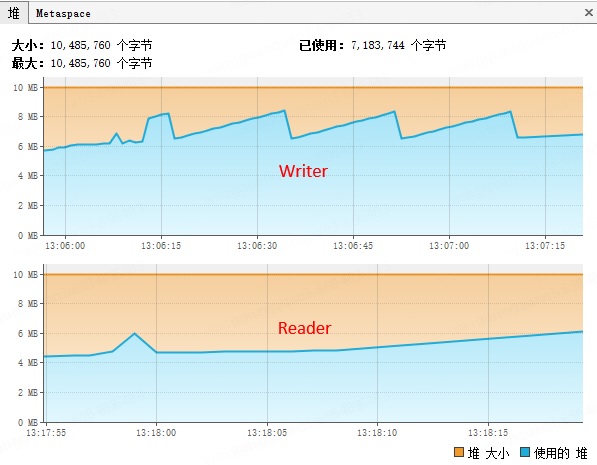 堆 Metaspace ×
大小: 10,485,760 个字节 已使用: 7,183,744 个字节
最大: 10,485,760 个字节
10 MB
8 MB
6 MB
4 MB
2 MB
0 MB
Writer
13:06:00 13:06:15 13:06:30 13:06:45 13:07:00 13:07:15
10 MB
8 MB
6 MB
4 MB
2 MB
0 MB
Reader
13:17:55 13:18:00 13:18:05 13:18:10 13:18:15
堆 大小 使用的 堆